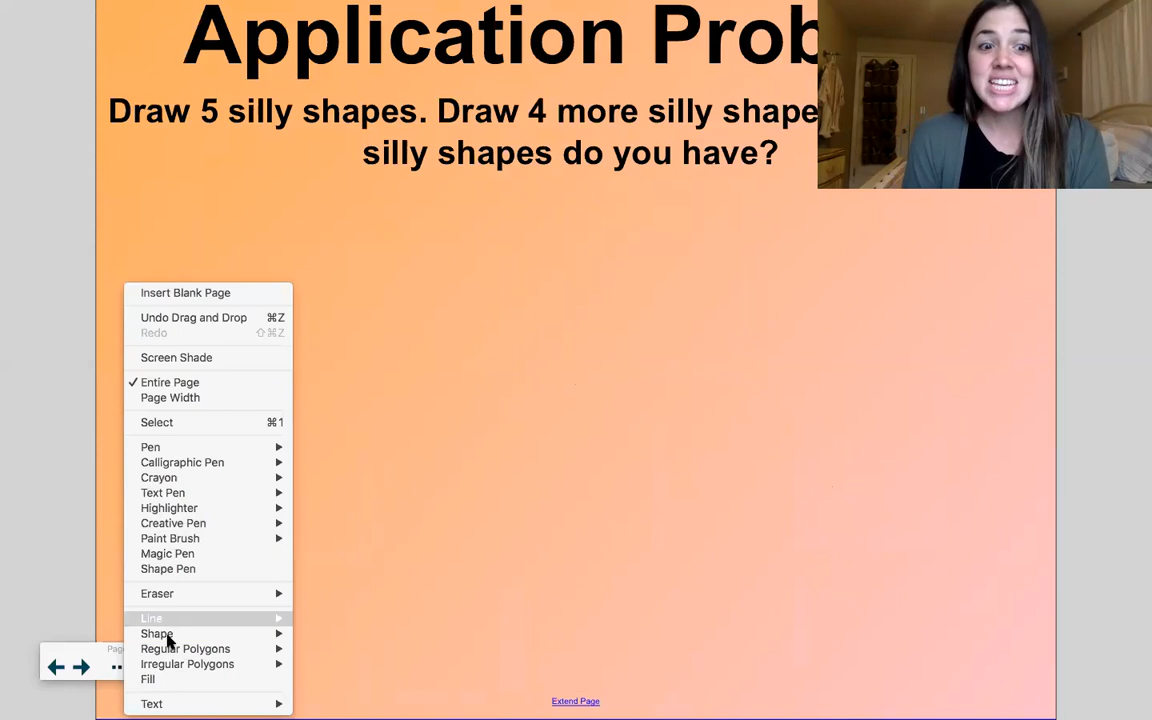 Application Prob
Draw 5 silly shapes. Draw 4 more silly shape
silly shapes do you have?
Insert Blank Page
Undo Drag and Drop ⌘Z
Redo ⇧⌘Z
Screen Shade
✓ Entire Page
Page Width
Select ⌘1
Pen
Calligraphic Pen
Crayon
Text Pen
Highlighter
Creative Pen
Paint Brush
Magic Pen
Shape Pen
Eraser
Line
Shape
Regular Polygons
Irregular Polygons
Fill
Text
Page
Extend Page